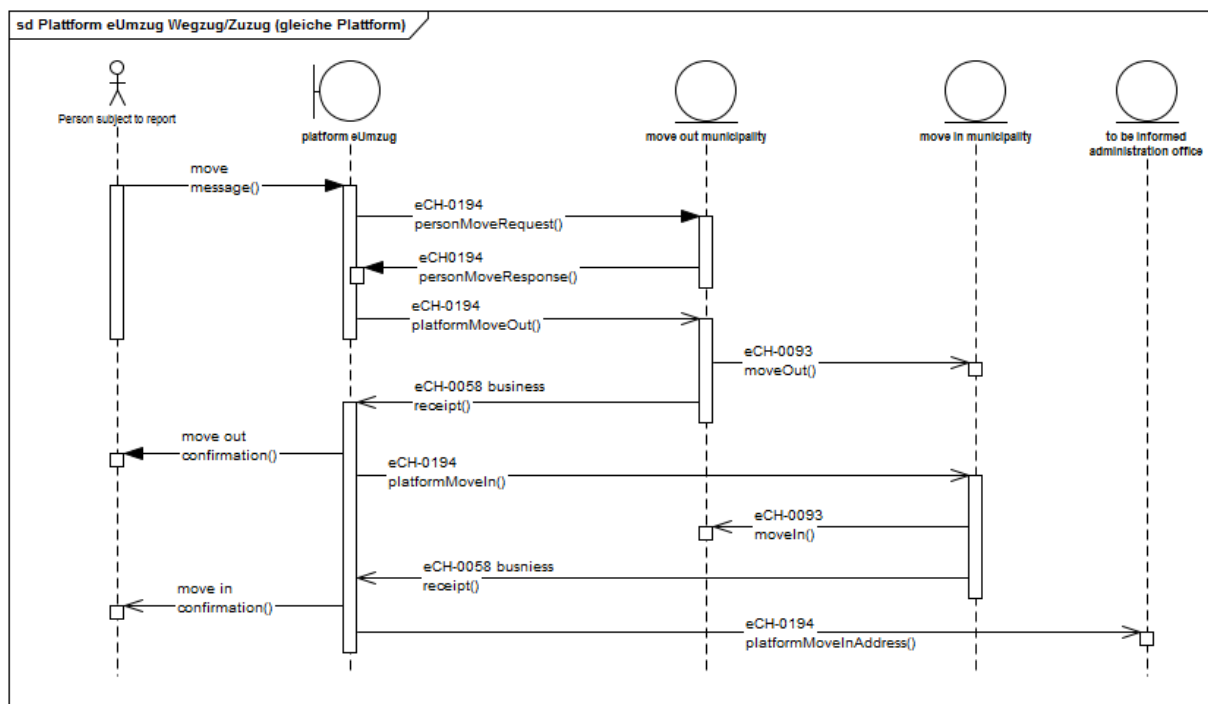 sd Plattform eUmzug Wegzug/Zuzug (gleiche Plattform)
Person subject to report
platform eUmzug
move out municipality
move in municipality
to be informed
administration office
move
message()
eCH-0194
personMoveRequest()
eCH0194
personMoveResponse()
eCH-0194
platformMoveOut()
eCH-0093
moveOut()
eCH-0058 business
receipt()
move out
confirmation()
eCH-0194
platformMoveIn()
eCH-0093
moveIn()
eCH-0058 busniess
receipt()
move in
confirmation()
eCH-0194
platformMoveInAddress()